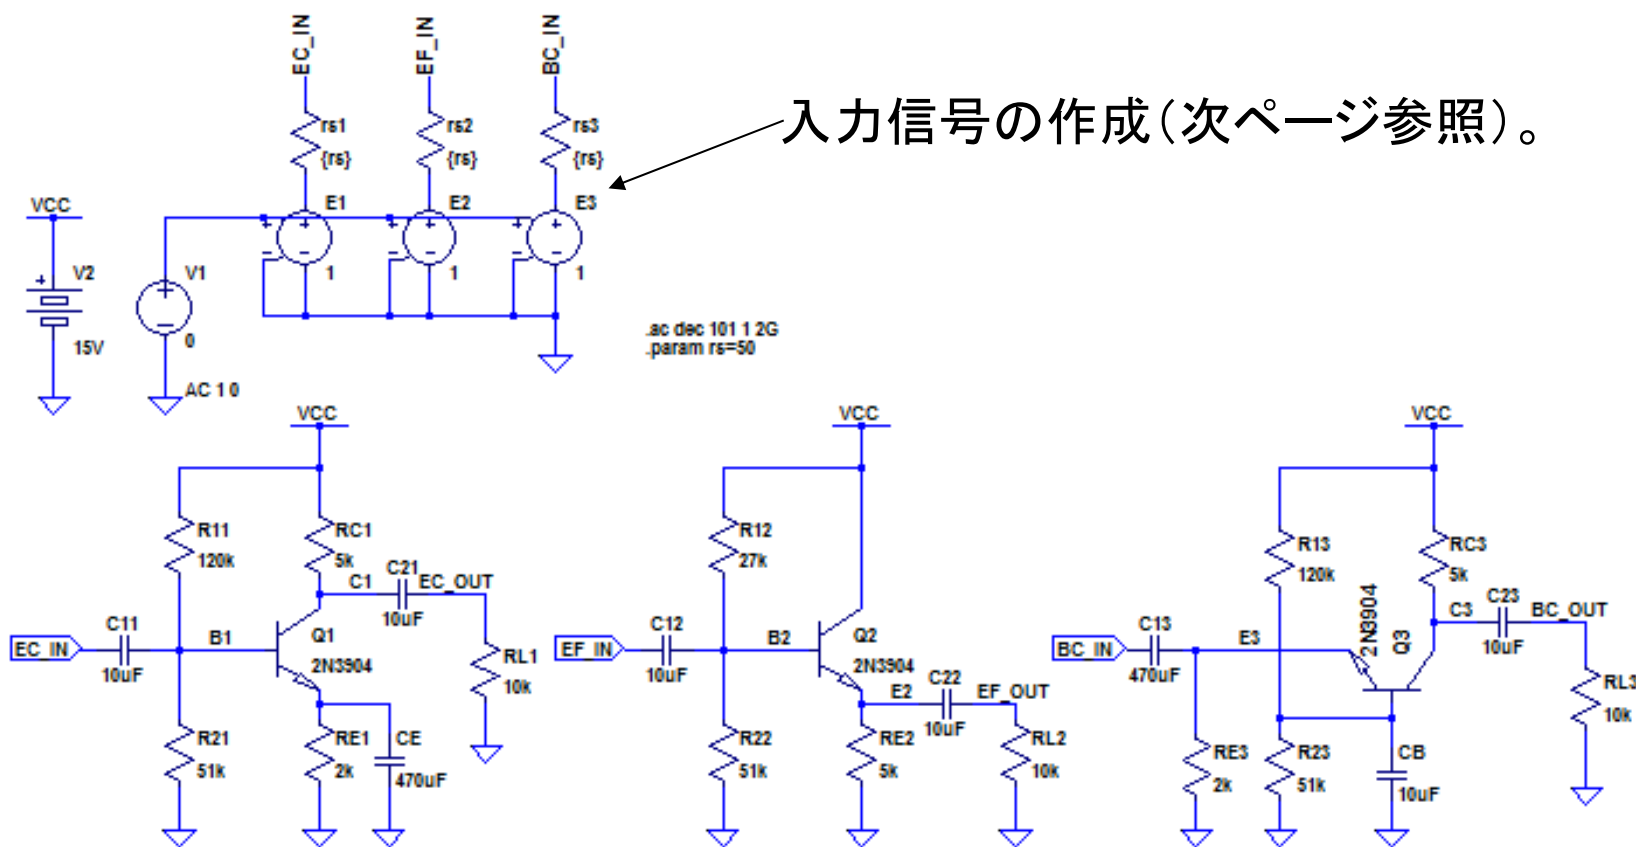 EC_IN
EF_IN
BC_IN
rs1
{rs}
rs2
{rs}
rs3
{rs}
入力信号の作成(次ページ参照)。
VCC
E1
E2
E3
V2
15V
V1
0
AC 1 0
1
1
1
.ac dec 101 1 2G
.param rs=50
VCC
R11
120k
RC1
5k
C1
C21
10uF
EC_OUT
EC_IN
C11
10uF
B1
Q1
2N3904
RL1
10k
R21
51k
RE1
2k
CE
470uF
VCC
R12
27k
EF_IN
C12
10uF
B2
Q2
2N3904
E2
C22
10uF
EF_OUT
R22
51k
RE2
5k
RL2
10k
VCC
R13
120k
RC3
5k
2N3904
Q3
C3
C23
10uF
BC_OUT
BC_IN
C13
470uF
E3
RL3
10k
RE3
2k
R23
51k
CB
10uF